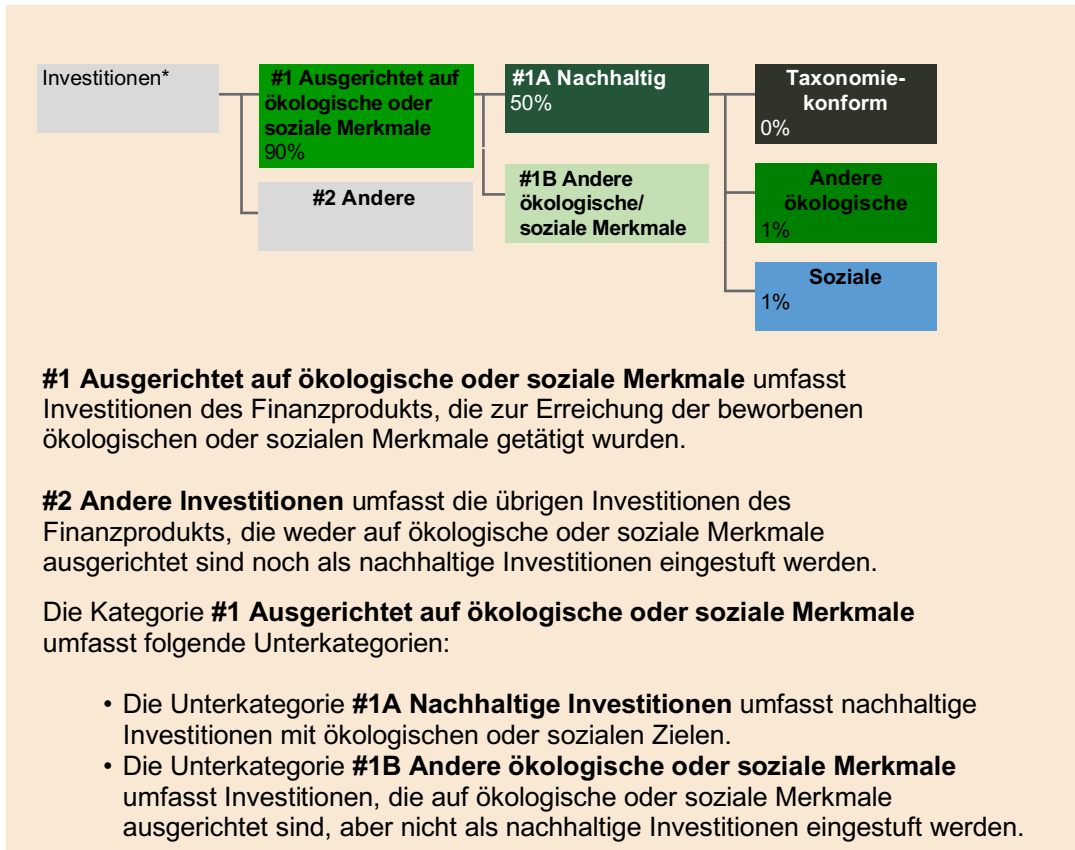 Investitionen*
#1 Ausgerichtet auf
ökologische oder
soziale Merkmale
90%
#2 Andere
#1A Nachhaltig
50%
#1B Andere
ökologische/
soziale Merkmale
Taxonomie-
konform
0%
Andere
ökologische
1%
Soziale
1%
#1 Ausgerichtet auf ökologische oder soziale Merkmale umfasst
Investitionen des Finanzprodukts, die zur Erreichung der beworbenen
ökologischen oder sozialen Merkmale getätigt wurden.
#2 Andere Investitionen umfasst die übrigen Investitionen des
Finanzprodukts, die weder auf ökologische oder soziale Merkmale
ausgerichtet sind noch als nachhaltige Investitionen eingestuft werden.
Die Kategorie #1 Ausgerichtet auf ökologische oder soziale Merkmale
umfasst folgende Unterkategorien:
• Die Unterkategorie #1A Nachhaltige Investitionen umfasst nachhaltige
Investitionen mit ökologischen oder sozialen Zielen.
• Die Unterkategorie #1B Andere ökologische oder soziale Merkmale
umfasst Investitionen, die auf ökologische oder soziale Merkmale
ausgerichtet sind, aber nicht als nachhaltige Investitionen eingestuft werden.